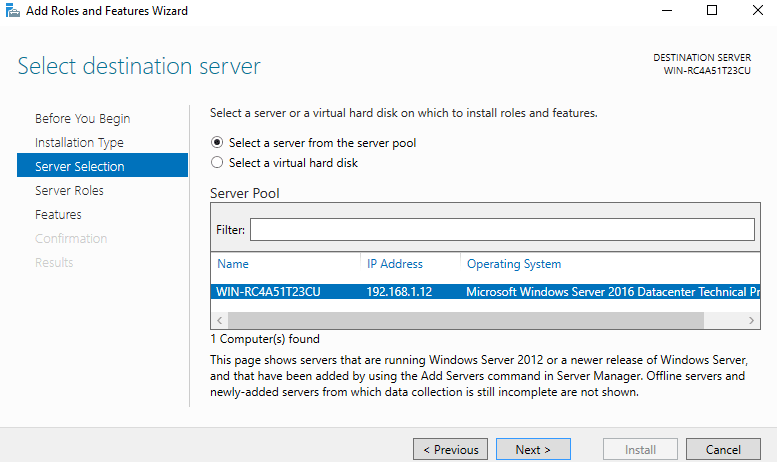 Add Roles and Features Wizard
Select destination server
DESTINATION SERVER
WIN-RC4A51T23CU
Before You Begin
Installation Type
Server Selection
Server Roles
Features
Confirmation
Results
Select a server or a virtual hard disk on which to install roles and features.
Select a server from the server pool
Select a virtual hard disk
Server Pool
Filter:
Name IP Address Operating System
WIN-RC4A51T23CU 192.168.1.12 Microsoft Windows Server 2016 Datacenter Technical Pr
1 Computer(s) found
This page shows servers that are running Windows Server 2012 or a newer release of Windows Server,
and that have been added by using the Add Servers command in Server Manager. Offline servers and
newly-added servers from which data collection is still incomplete are not shown.
< Previous Next > Install Cancel